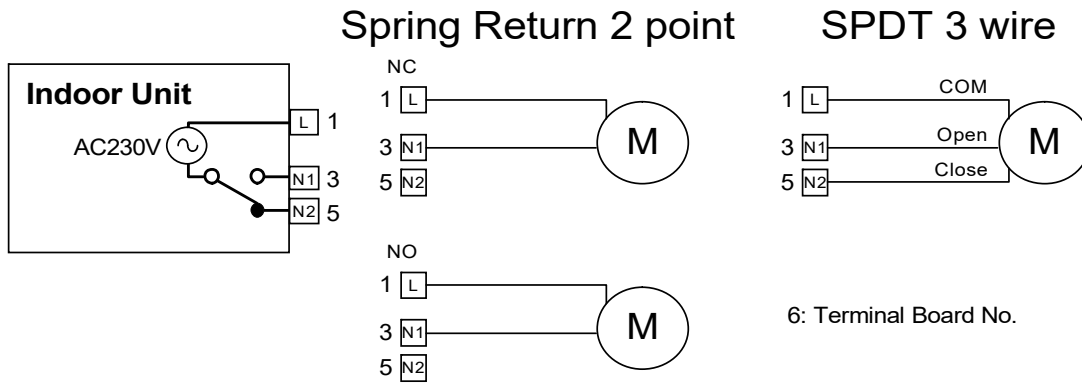 Spring Return 2 point
SPDT 3 wire
Indoor Unit
AC230V
L 1
N1 3
N2 5
NC
1 L
3 N1
5 N2
M
NO
1 L
3 N1
5 N2
M
1 L COM
3 N1 Open
5 N2 Close
M
6: Terminal Board No.